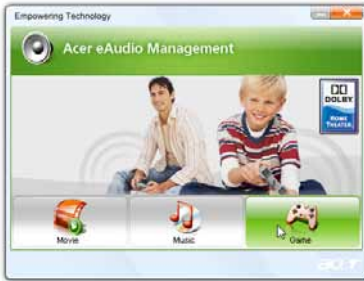 Empowering Technology
Acer eAudio Management
DOLBY
HOME
THEATER
Movie
Music
Game
acer